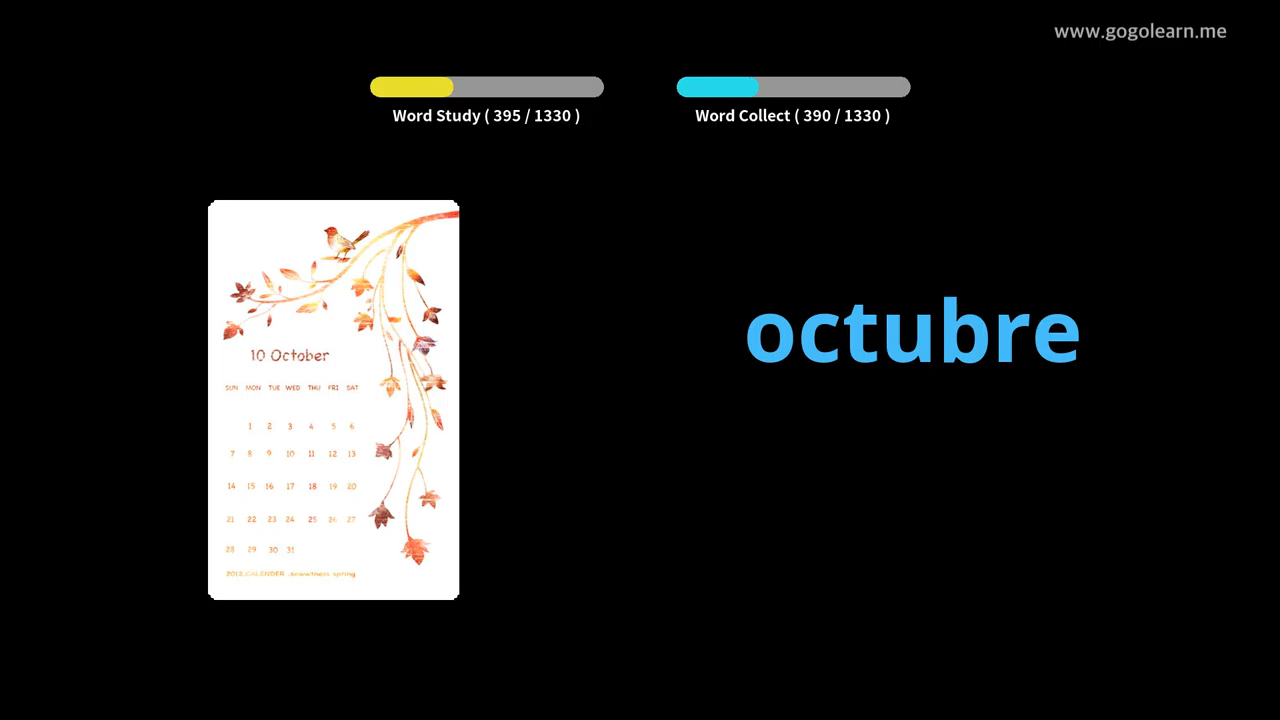 www.gogolearn.me
Word Study ( 395 / 1330 )
Word Collect ( 390 / 1330 )
octubre
10 October
SUN MON TUE WED THU FRI SAT
1 2 3 4 5 6
7 8 9 10 11 12 13
14 15 16 17 18 19 20
21 22 23 24 25 26 27
28 29 30 31
spring